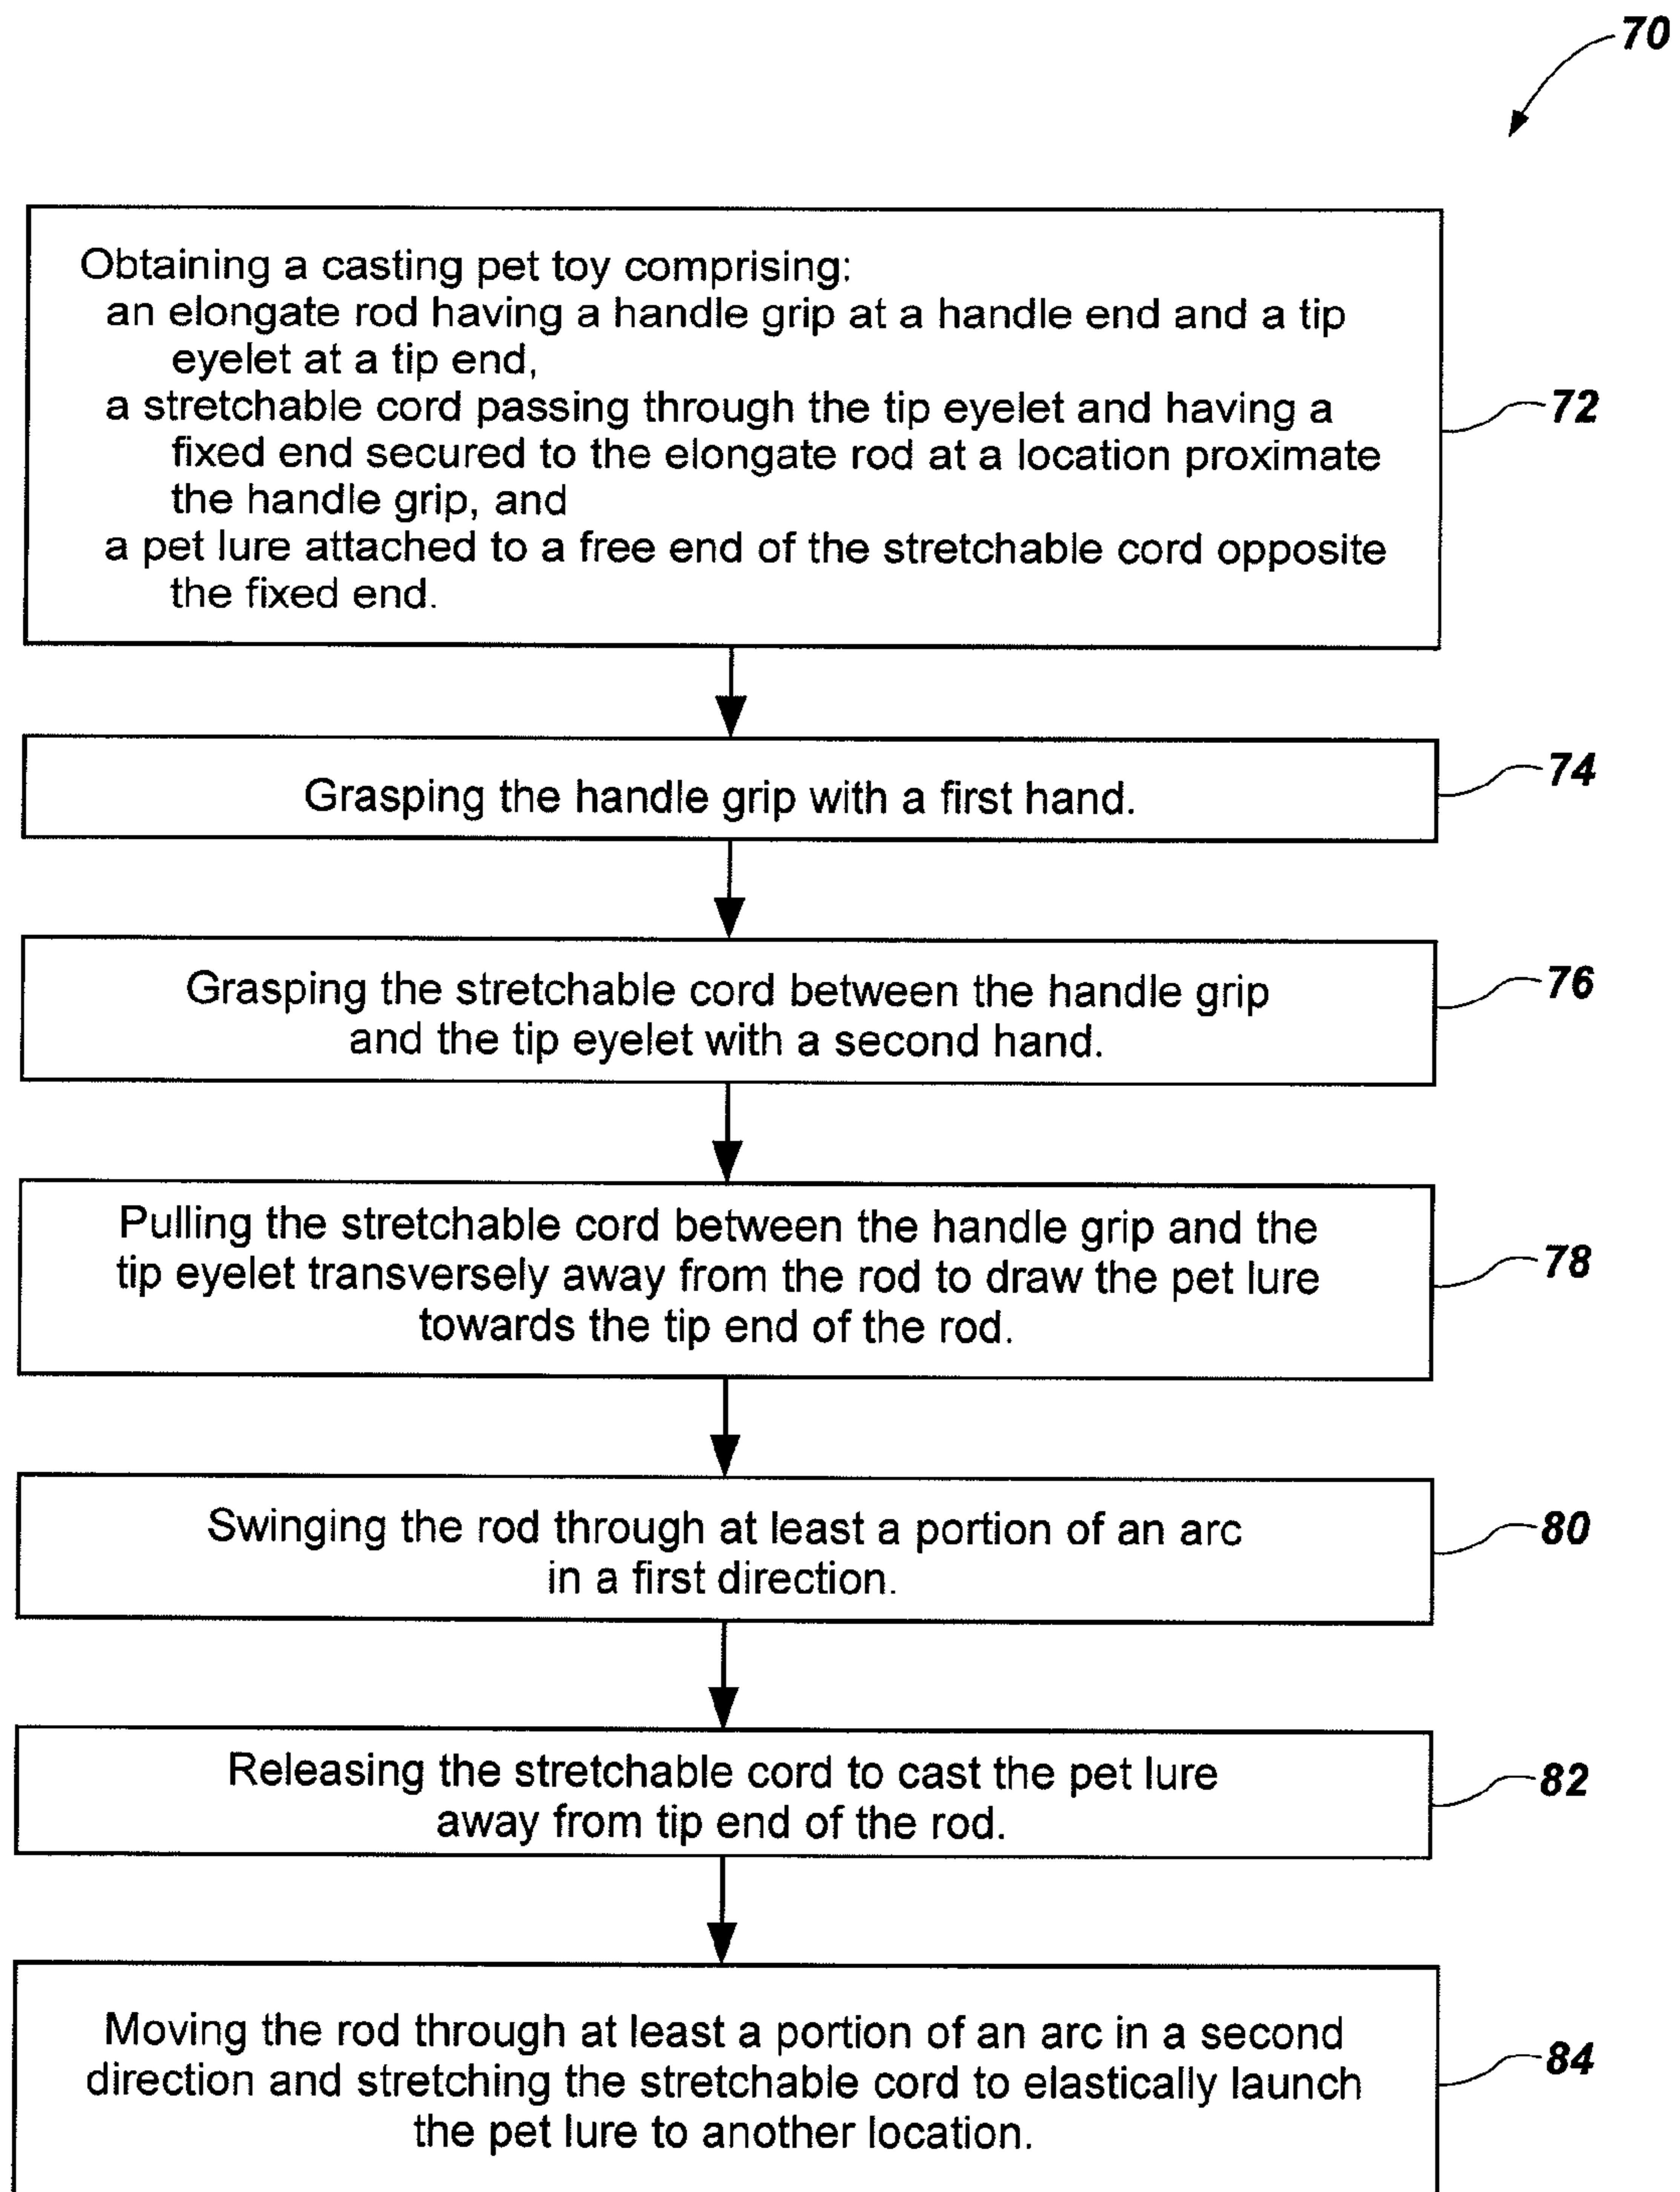 70
Obtaining a casting pet toy comprising:
an elongate rod having a handle grip at a handle end and a tip
eyelet at a tip end,
a stretchable cord passing through the tip eyelet and having a
fixed end secured to the elongate rod at a location proximate
the handle grip, and
a pet lure attached to a free end of the stretchable cord opposite
the fixed end.
72
Grasping the handle grip with a first hand.
74
Grasping the stretchable cord between the handle grip
and the tip eyelet with a second hand.
76
Pulling the stretchable cord between the handle grip and the
tip eyelet transversely away from the rod to draw the pet lure
towards the tip end of the rod.
78
Swinging the rod through at least a portion of an arc
in a first direction.
80
Releasing the stretchable cord to cast the pet lure
away from tip end of the rod.
82
Moving the rod through at least a portion of an arc in a second
direction and stretching the stretchable cord to elastically launch
the pet lure to another location.
84